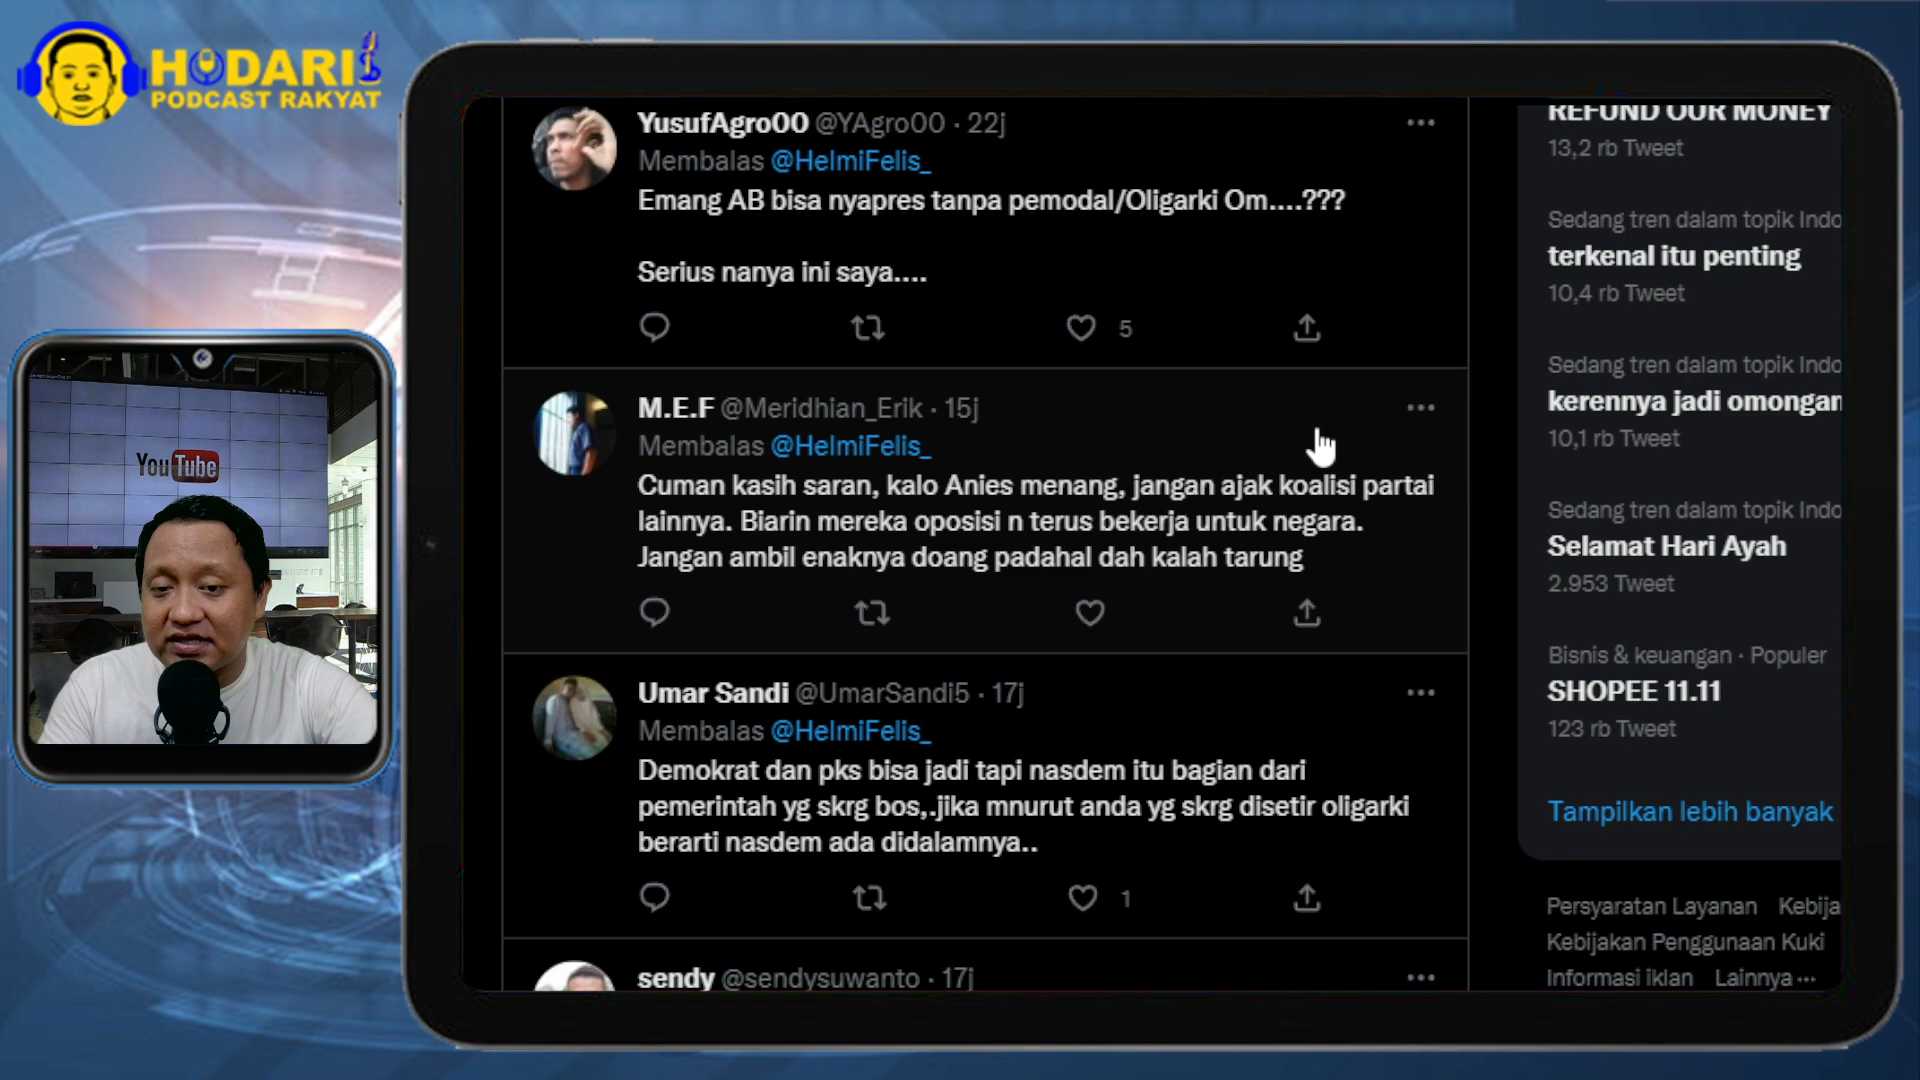 HODARI
PODCAST RAKYAT
YouTube
YusufAgro00 @YAgro00 · 22j
Membalas @HelmiFelis_
Emang AB bisa nyapres tanpa pemodal/Oligarki Om....???
Serius nanya ini saya....
5
M.E.F @Meridhian_Erik · 15j
Membalas @HelmiFelis_
Cuman kasih saran, kalo Anies menang, jangan ajak koalisi partai
lainnya. Biarin mereka oposisi n terus bekerja untuk negara.
Jangan ambil enaknya doang padahal dah kalah tarung
Umar Sandi @UmarSandi5 · 17j
Membalas @HelmiFelis_
Demokrat dan pks bisa jadi tapi nasdem itu bagian dari
pemerintah yg skrg bos,.jika mnurut anda yg skrg disetir oligarki
berarti nasdem ada didalamnya..
1
sendy @sendysuwanto · 17j
REFUND OUR MONEY
13,2 rb Tweet
Sedang tren dalam topik Indo
terkenal itu penting
10,4 rb Tweet
Sedang tren dalam topik Indo
kerennya jadi omongan
10,1 rb Tweet
Sedang tren dalam topik Indo
Selamat Hari Ayah
2.953 Tweet
Bisnis & keuangan · Populer
SHOPEE 11.11
123 rb Tweet
Tampilkan lebih banyak
Persyaratan Layanan Kebija
Kebijakan Penggunaan Kuki
Informasi iklan Lainnya ···